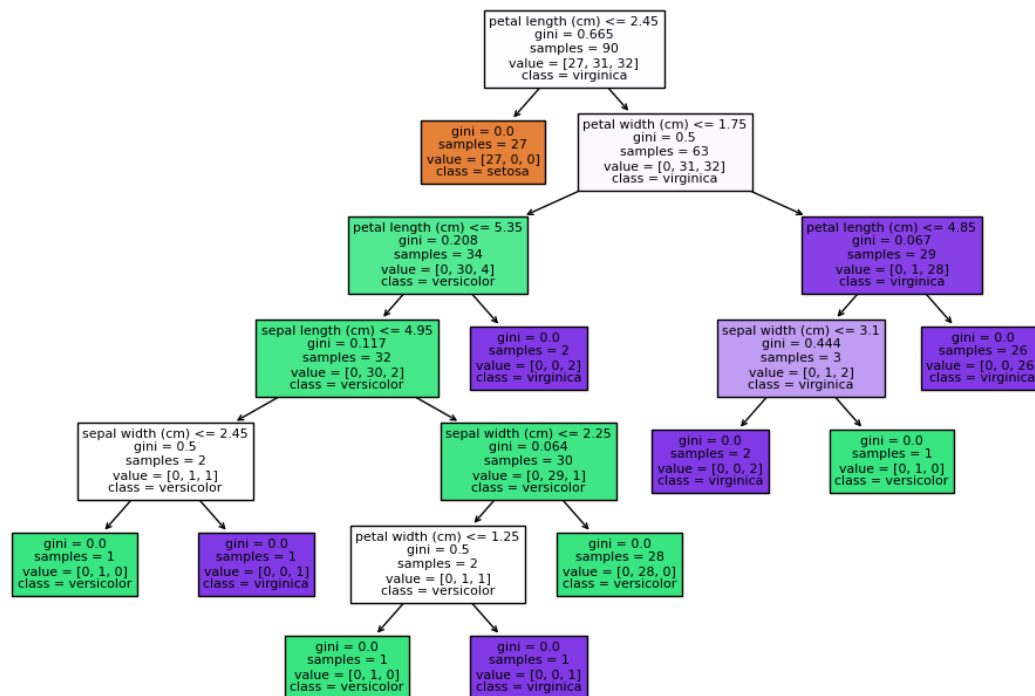 petal length (cm) <= 2.45
gini = 0.665
samples = 90
value = [27, 31, 32]
class = virginica
gini = 0.0
samples = 27
value = [27, 0, 0]
class = setosa
petal width (cm) <= 1.75
gini = 0.5
samples = 63
value = [0, 31, 32]
class = virginica
petal length (cm) <= 5.35
gini = 0.208
samples = 34
value = [0, 30, 4]
class = versicolor
petal length (cm) <= 4.85
gini = 0.067
samples = 29
value = [0, 1, 28]
class = virginica
sepal length (cm) <= 4.95
gini = 0.117
samples = 32
value = [0, 30, 2]
class = versicolor
gini = 0.0
samples = 2
value = [0, 0, 2]
class = virginica
sepal width (cm) <= 3.1
gini = 0.444
samples = 3
value = [0, 1, 2]
class = virginica
gini = 0.0
samples = 26
value = [0, 0, 26]
class = virginica
sepal width (cm) <= 2.45
gini = 0.5
samples = 2
value = [0, 1, 1]
class = versicolor
sepal width (cm) <= 2.25
gini = 0.064
samples = 30
value = [0, 29, 1]
class = versicolor
gini = 0.0
samples = 2
value = [0, 0, 2]
class = virginica
gini = 0.0
samples = 1
value = [0, 1, 0]
class = versicolor
gini = 0.0
samples = 1
value = [0, 1, 0]
class = versicolor
gini = 0.0
samples = 1
value = [0, 0, 1]
class = virginica
petal width (cm) <= 1.25
gini = 0.5
samples = 2
value = [0, 1, 1]
class = versicolor
gini = 0.0
samples = 28
value = [0, 28, 0]
class = versicolor
gini = 0.0
samples = 1
value = [0, 1, 0]
class = versicolor
gini = 0.0
samples = 1
value = [0, 0, 1]
class = virginica